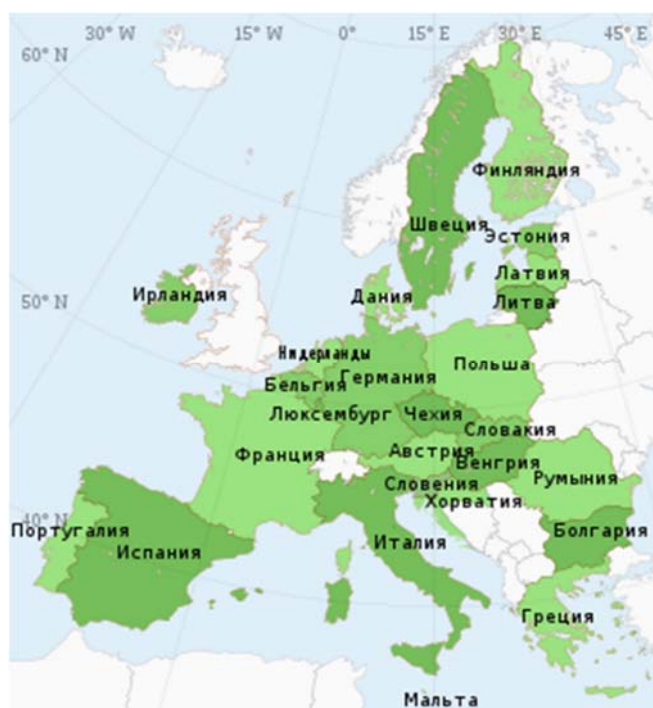 30° W 15° W 0° 15° E 30° E 45° E
60° N
Финляндия
Швеция
Эстония
Латвия
Ирландия
Дания
Литва
50° N
Нидерланды
Польша
Германия
Бельгия
Люксембург
Чехия
Словакия
Франция
Австрия
Венгрия
Румыния
Словения
Хорватия
40° N
Португалия
Болгария
Италия
Испания
Греция
Мальта